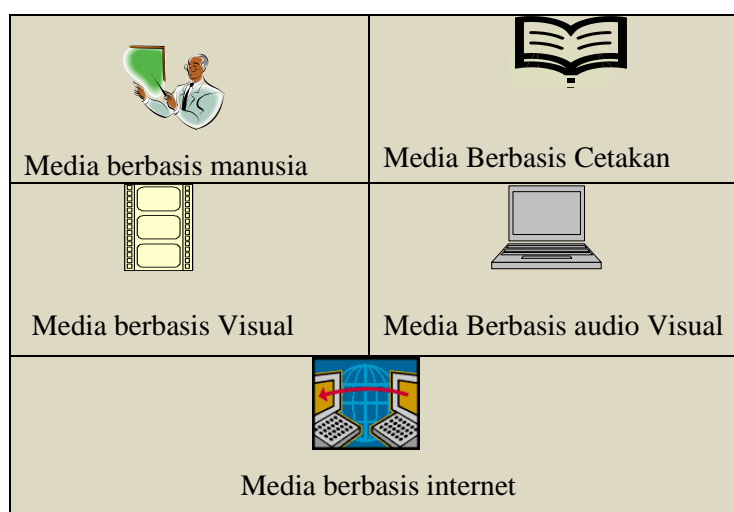 Media berbasis manusia
Media Berbasis Cetakan
Media berbasis Visual
Media Berbasis audio Visual
Media berbasis internet